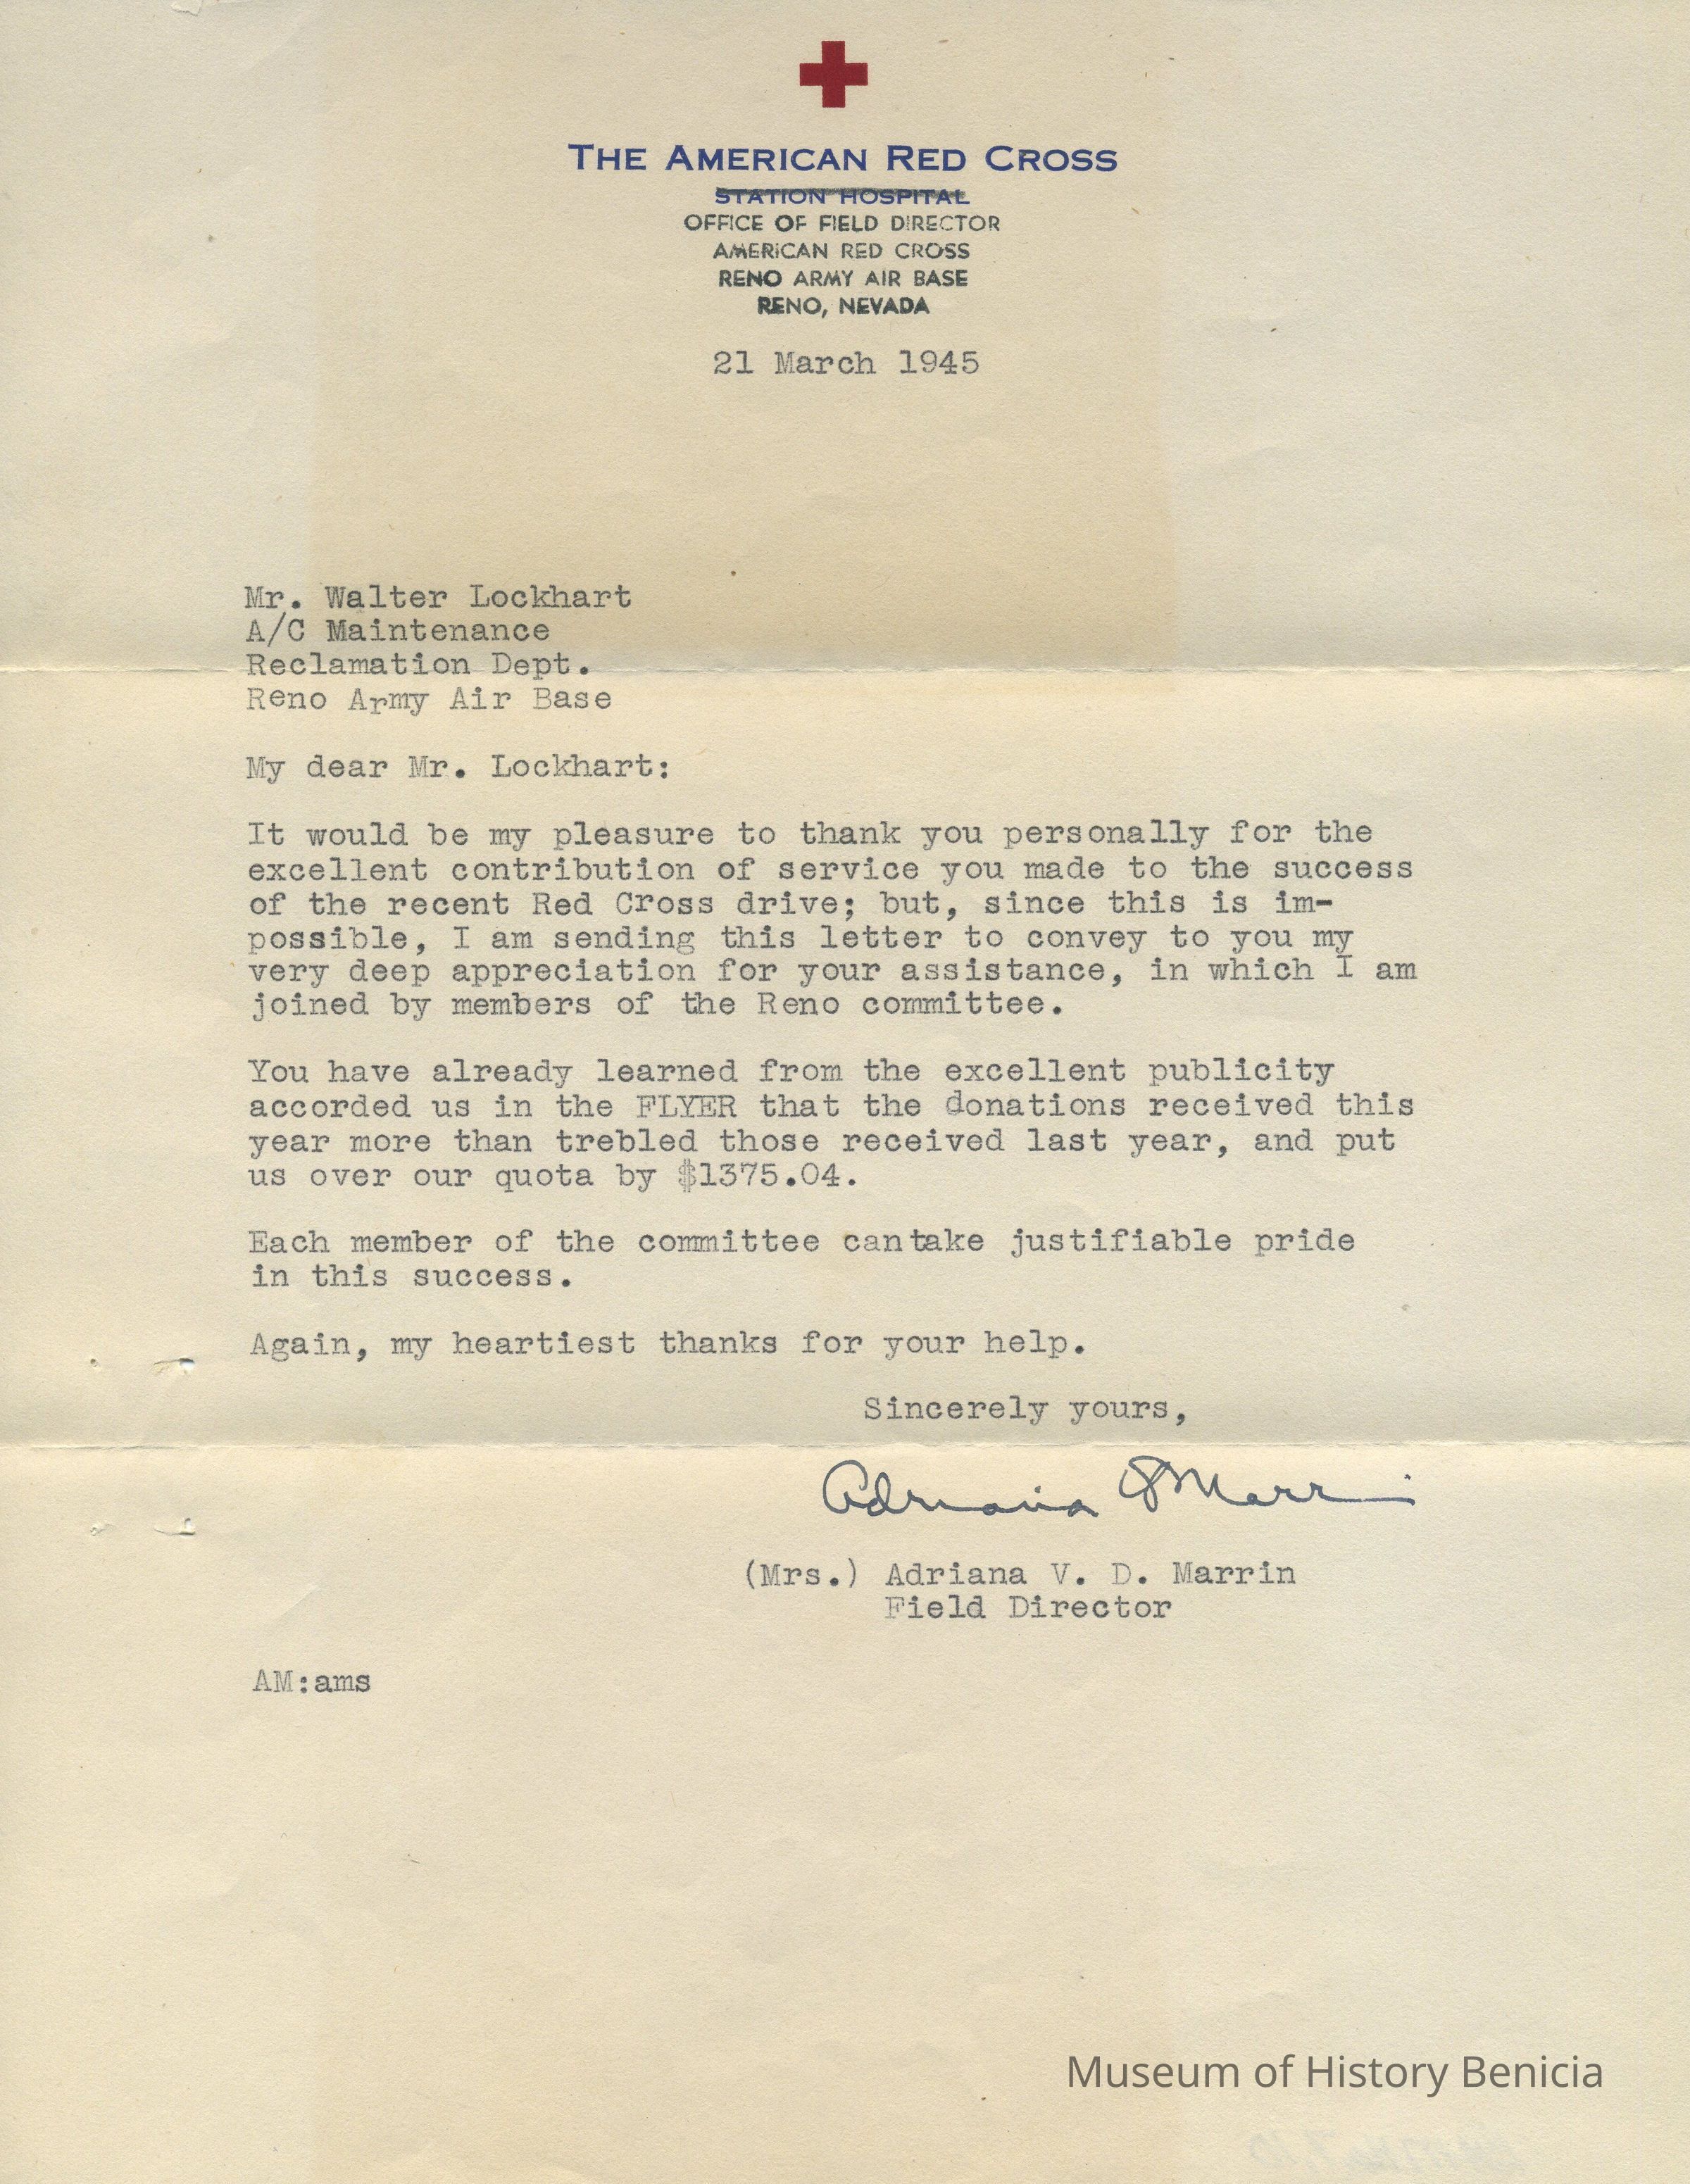 THE AMERICAN RED CROSS
STATION HOSPITAL
OFFICE OF FIELD DIRECTOR
AMERICAN RED CROSS
RENO ARMY AIR BASE
RENO, NEVADA
21 March 1945
Mr. Walter Lockhart
A/C Maintenance
Reclamation Dept.
Reno Army Air Base
My dear Mr. Lockhart:
It would be my pleasure to thank you personally for the
excellent contribution of service you made to the success
of the recent Red Cross drive; but, since this is im-
possible, I am sending this letter to convey to you my
very deep appreciation for your assistance, in which I am
joined by members of the Reno committee.
You have already learned from the excellent publicity
accorded us in the FLYER that the donations received this
year more than trebled those received last year, and put
us over our quota by $1375.04.
Each member of the committee cantake justifiable pride
in this success.
Again, my heartiest thanks for your help.
Sincerely yours,
Adriana Marrin
(Mrs.) Adriana V. D. Marrin
Field Director
AM:ams
Museum of History Benicia